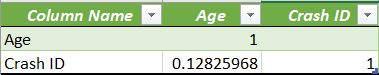 Column Name Age Crash ID
Age 1
Crash ID 0.12825968 1